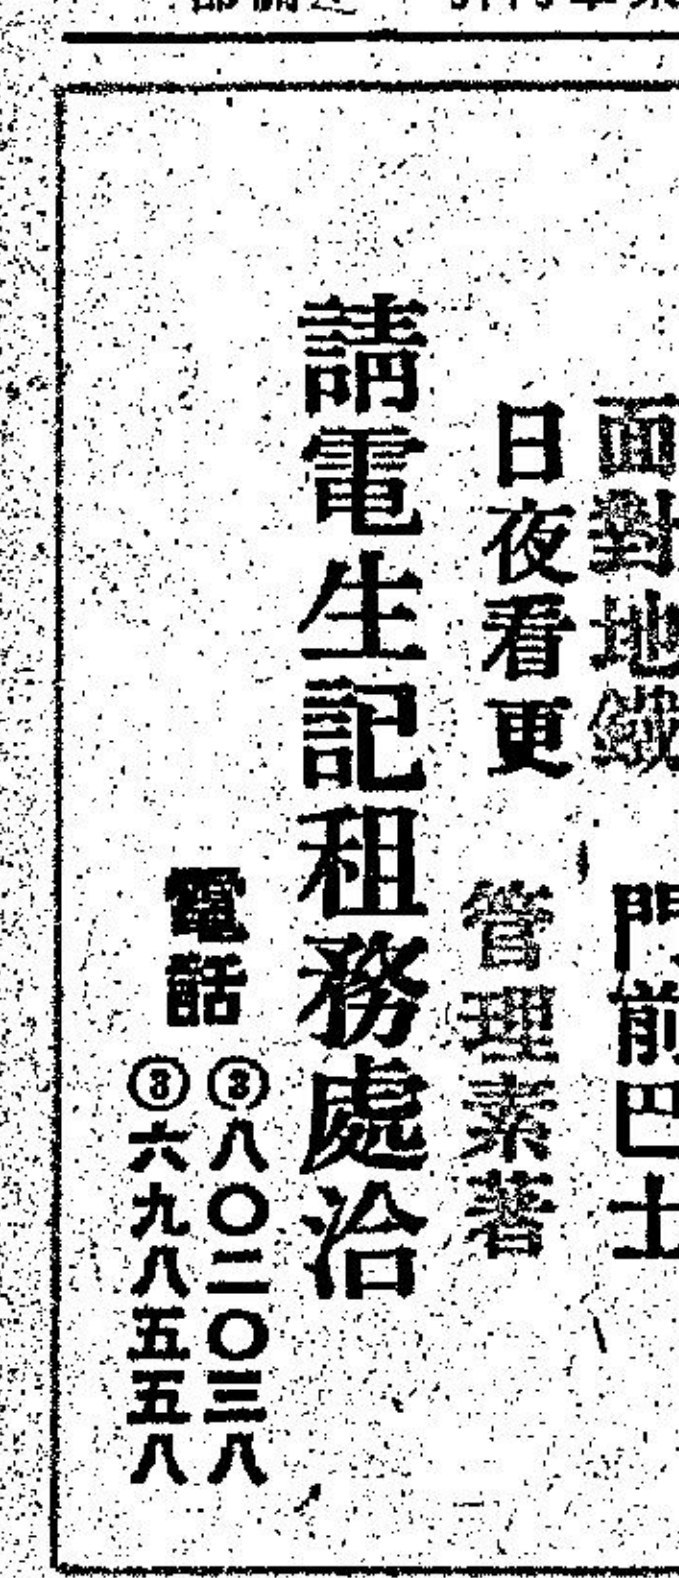 面對地鐵 門前巴士
日夜看更 管理素著
請電生記租務處洽
電話
③八〇二〇三八
③六九八五五八